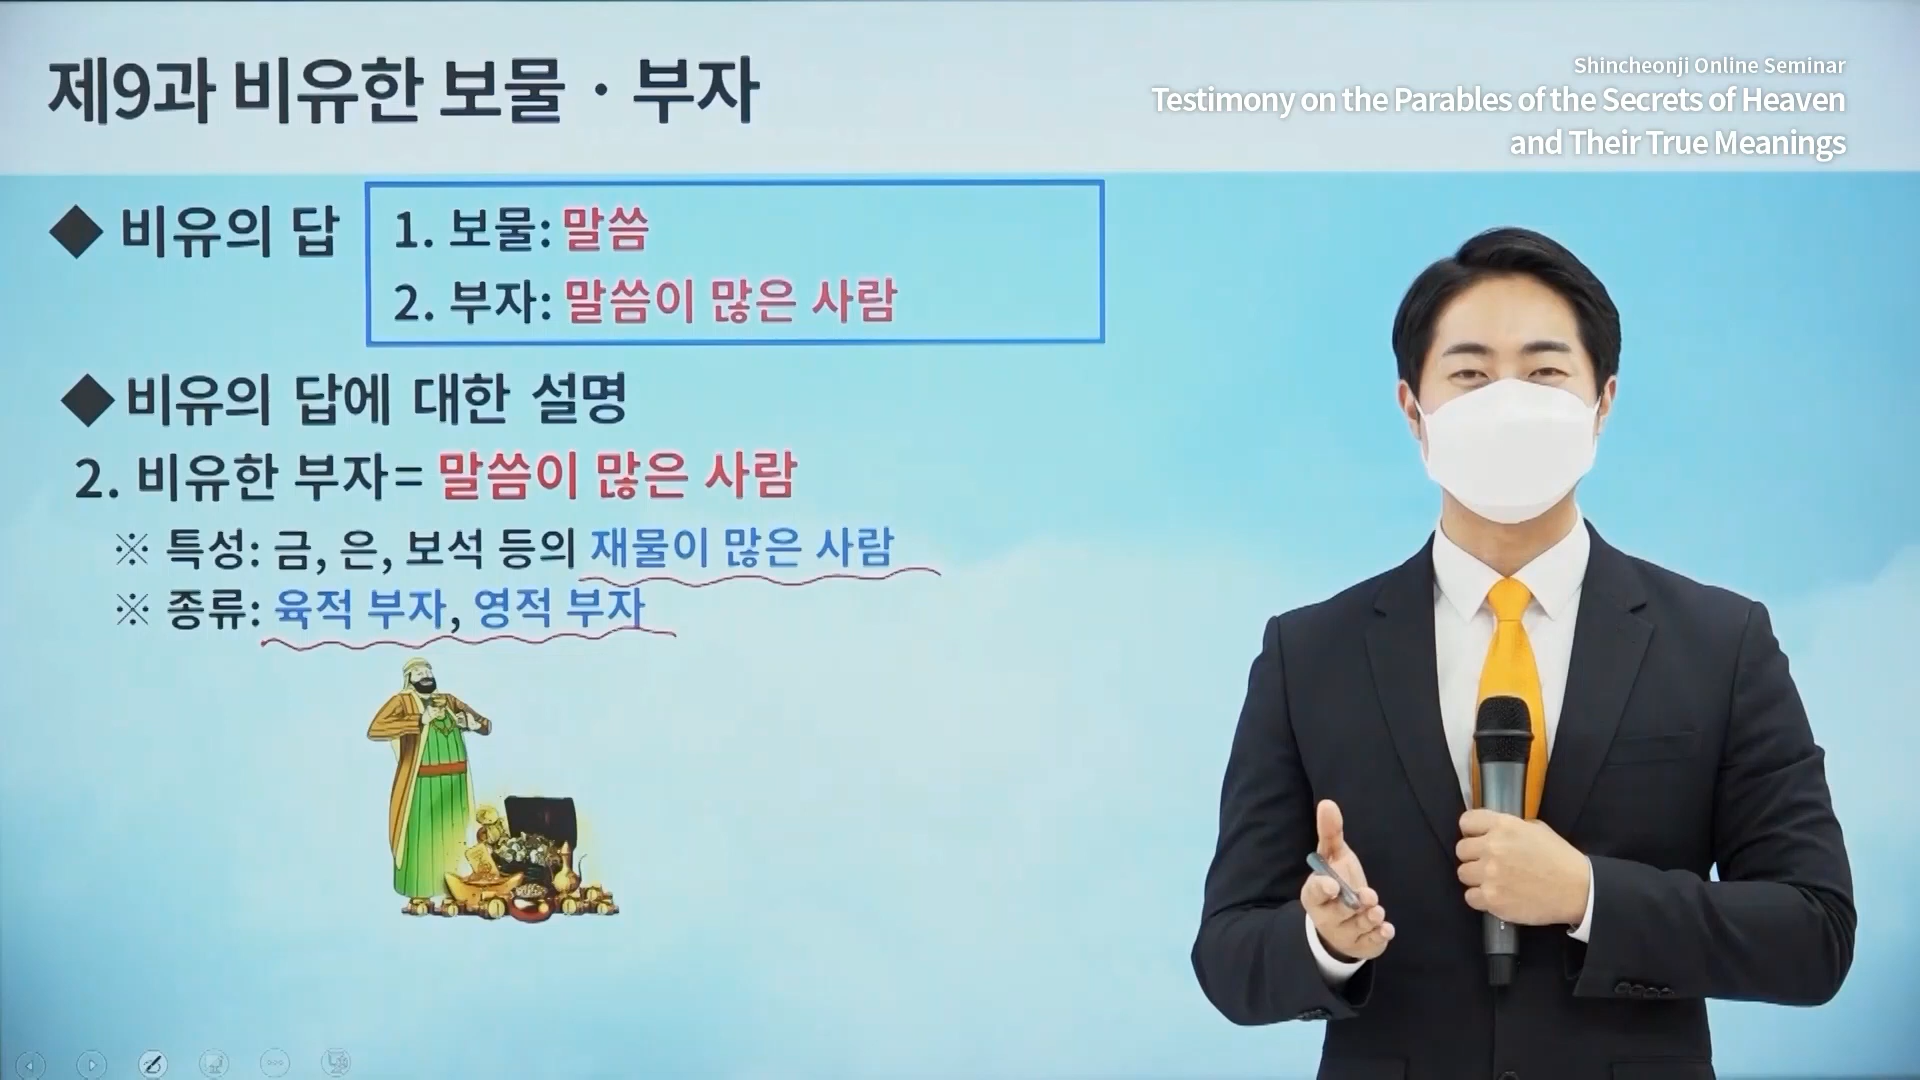 제9과 비유한 보물 · 부자
Shincheonji Online Seminar
Testimony on the Parables of the Secrets of Heaven
and Their True Meanings
◆ 비유의 답
1. 보물: 말씀
2. 부자: 말씀이 많은 사람
◆ 비유의 답에 대한 설명
2. 비유한 부자= 말씀이 많은 사람
※ 특성: 금, 은, 보석 등의 재물이 많은 사람
※ 종류: 육적 부자, 영적 부자